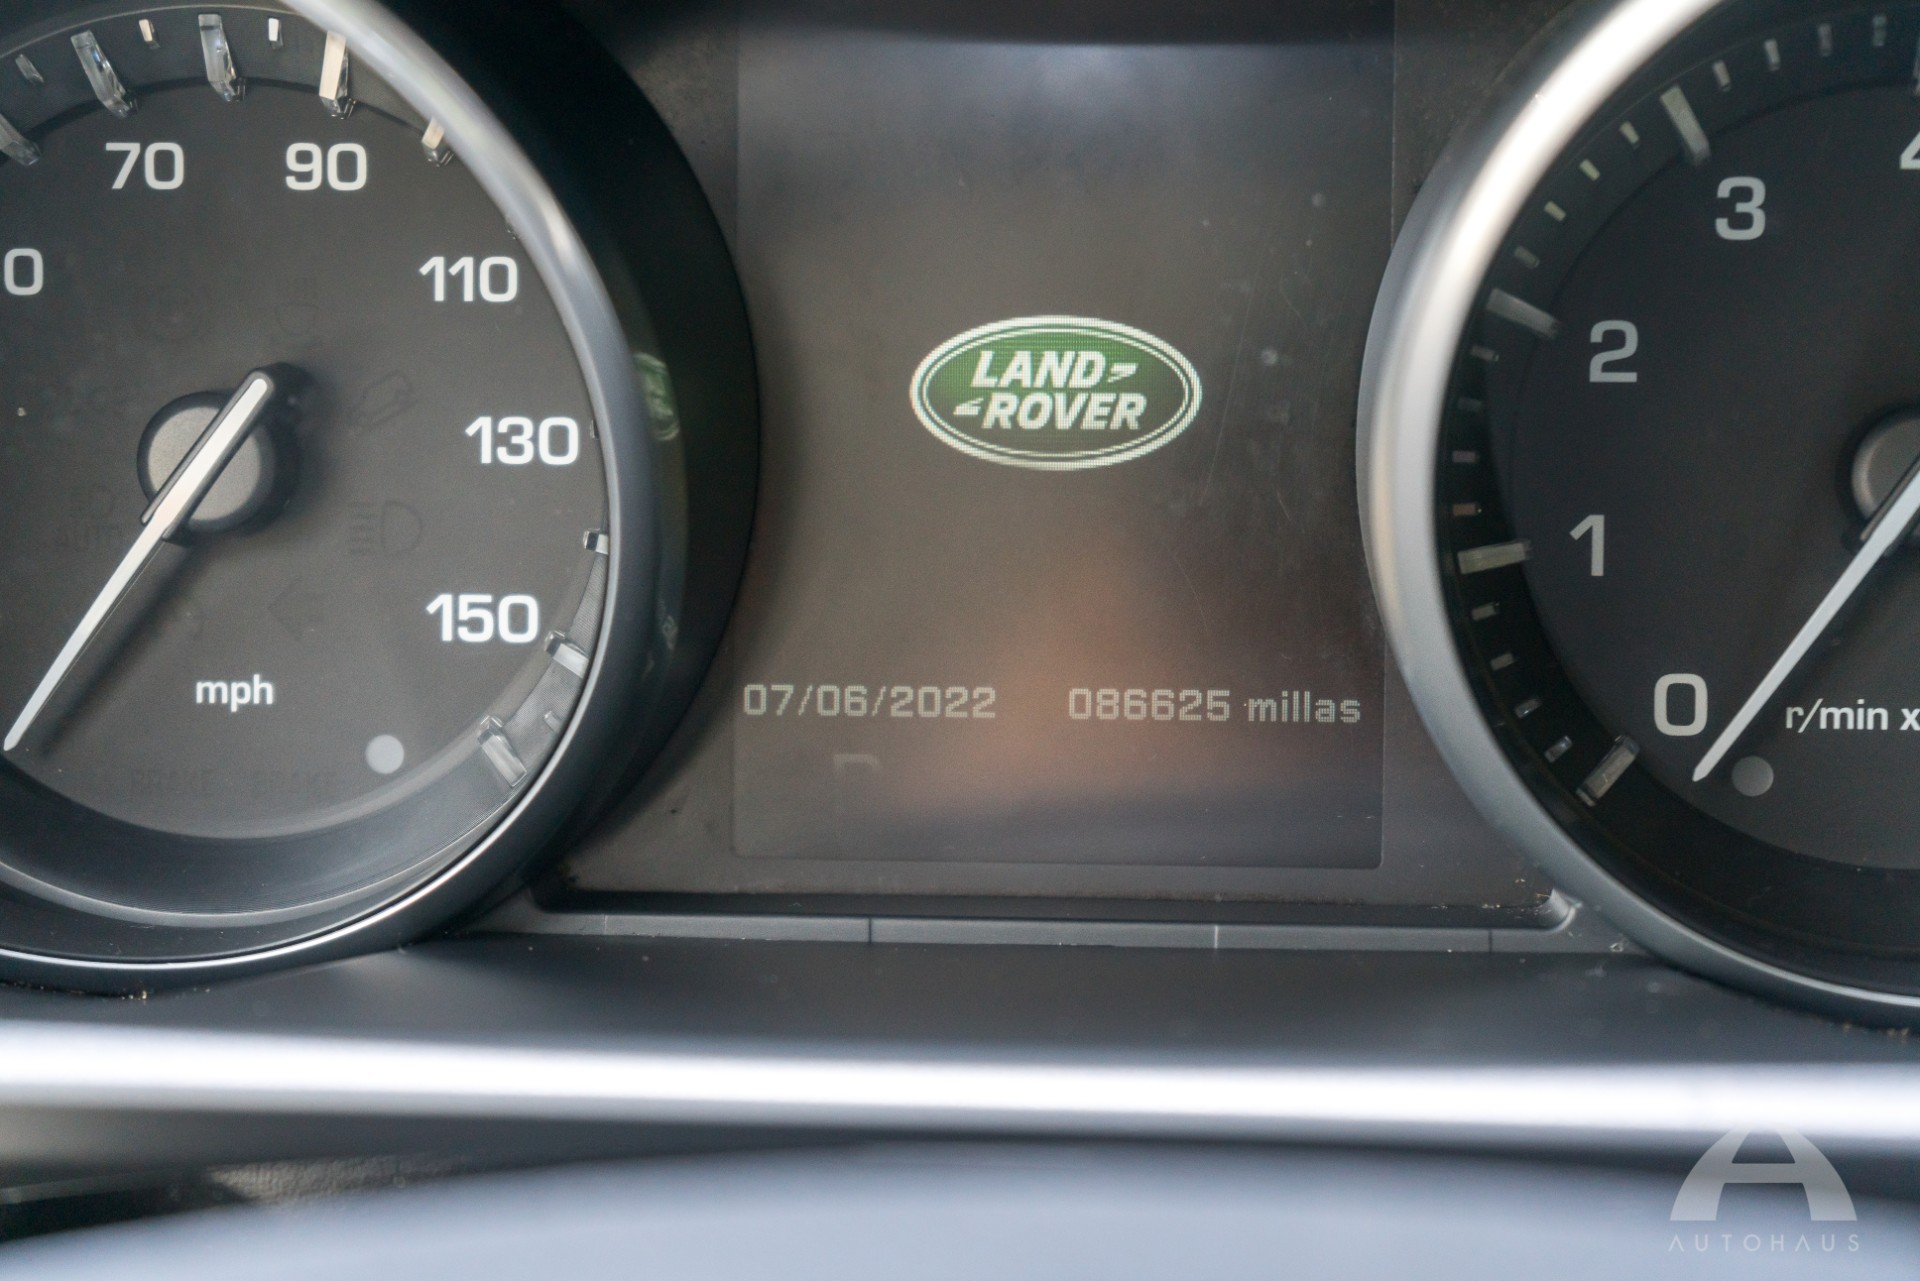 70
90
110
130
150
mph
LAND
ROVER
07/06/2022
086625 millas
3
2
1
0
r/min x
AUTOHAUS